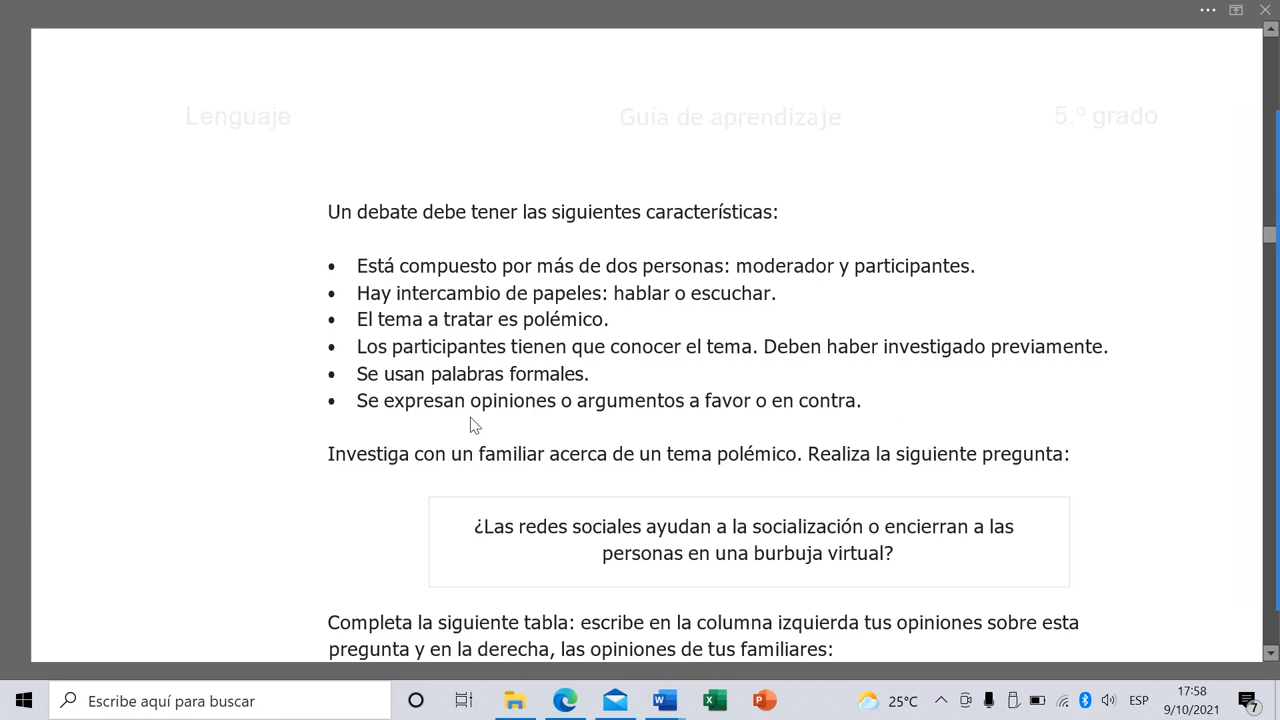 Lenguaje Guía de aprendizaje 5.º grado
Un debate debe tener las siguientes características:
• Está compuesto por más de dos personas: moderador y participantes.
• Hay intercambio de papeles: hablar o escuchar.
• El tema a tratar es polémico.
• Los participantes tienen que conocer el tema. Deben haber investigado previamente.
• Se usan palabras formales.
• Se expresan opiniones o argumentos a favor o en contra.
Investiga con un familiar acerca de un tema polémico. Realiza la siguiente pregunta:
¿Las redes sociales ayudan a la socialización o encierran a las
personas en una burbuja virtual?
Completa la siguiente tabla: escribe en la columna izquierda tus opiniones sobre esta
pregunta y en la derecha, las opiniones de tus familiares:
Escribe aquí para buscar 25°C ESP 17:58
9/10/2021 7